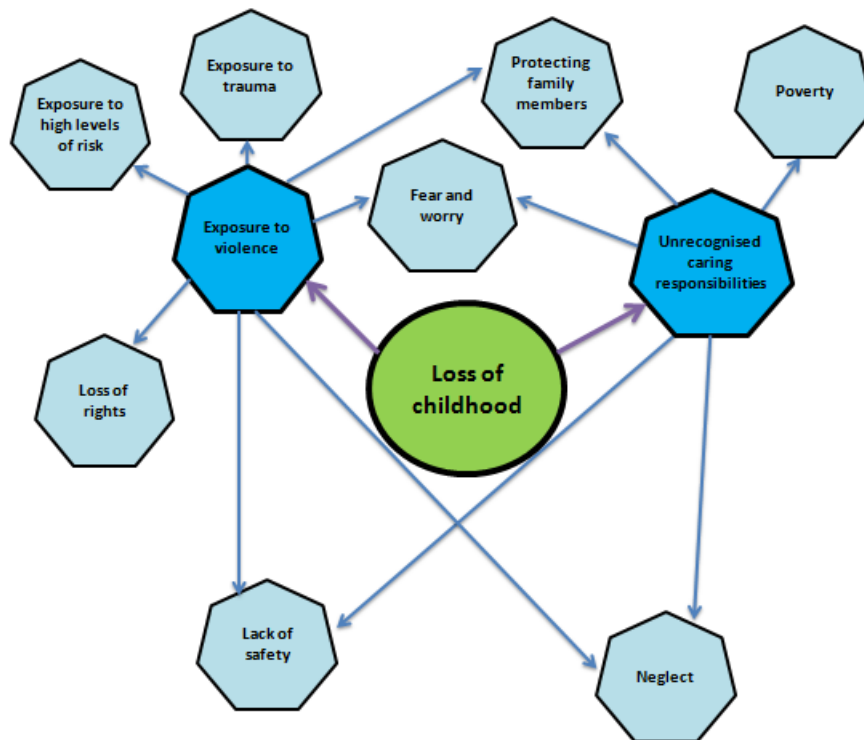 Exposure to
trauma
Protecting
family
members
Poverty
Exposure to
high levels
of risk
Fear and
worry
Exposure to
violence
Unrecognised
caring
responsibilities
Loss of
childhood
Loss of
rights
Lack of
safety
Neglect